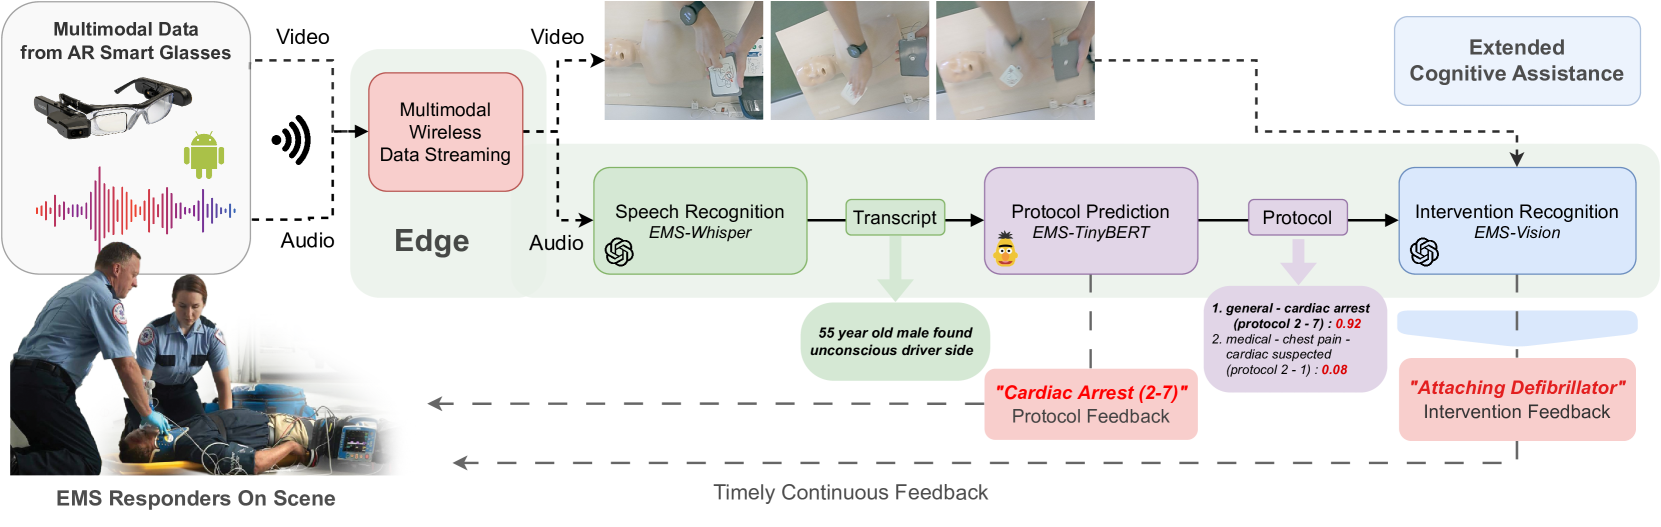 Multimodal Data
from AR Smart Glasses
Video
Audio
Multimodal
Wireless
Data Streaming
Edge
Video
Audio
Extended
Cognitive Assistance
Speech Recognition
EMS-Whisper
Transcript
Protocol Prediction
EMS-TinyBERT
Protocol
Intervention Recognition
EMS-Vision
55 year old male found
unconscious driver side
1. general - cardiac arrest
(protocol 2 - 7) : 0.92
2. medical - chest pain -
cardiac suspected
(protocol 2 - 1) : 0.08
"Cardiac Arrest (2-7)"
Protocol Feedback
"Attaching Defibrillator"
Intervention Feedback
Timely Continuous Feedback
EMS Responders On Scene